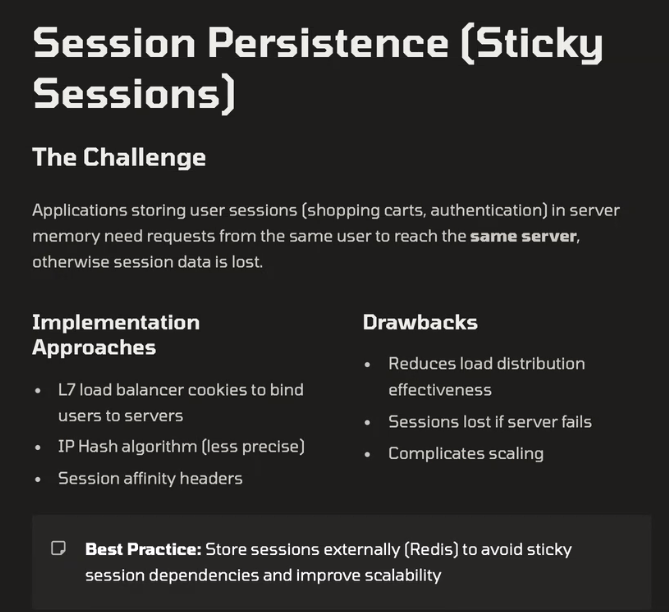 Session Persistence (Sticky
Sessions)
The Challenge
Applications storing user sessions (shopping carts, authentication) in server
memory need requests from the same user to reach the same server,
otherwise session data is lost.
Implementation
Approaches
• L7 load balancer cookies to bind
users to servers
• IP Hash algorithm (less precise)
• Session affinity headers
Drawbacks
• Reduces load distribution
effectiveness
• Sessions lost if server fails
• Complicates scaling
Best Practice: Store sessions externally (Redis) to avoid sticky
session dependencies and improve scalability